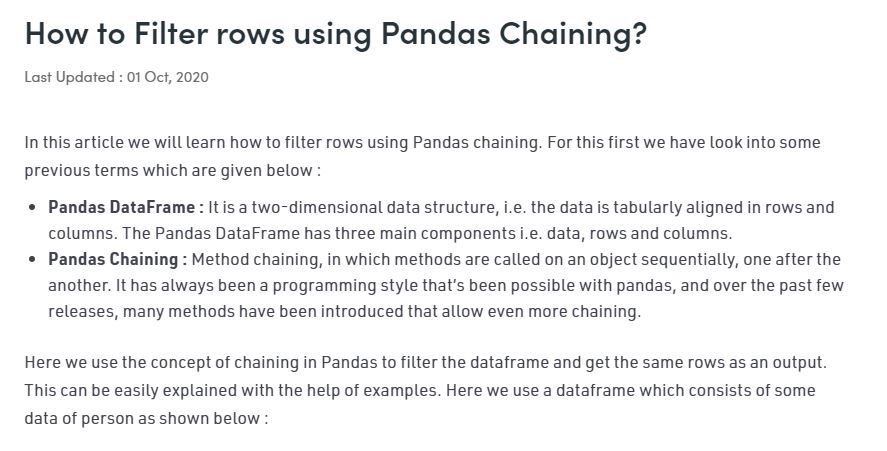 How to Filter rows using Pandas Chaining?
Last Updated : 01 Oct, 2020
In this article we will learn how to filter rows using Pandas chaining. For this first we have look into some
previous terms which are given below :
• Pandas DataFrame : It is a two-dimensional data structure, i.e. the data is tabularly aligned in rows and
columns. The Pandas DataFrame has three main components i.e. data, rows and columns.
• Pandas Chaining : Method chaining, in which methods are called on an object sequentially, one after the
another. It has always been a programming style that's been possible with pandas, and over the past few
releases, many methods have been introduced that allow even more chaining.
Here we use the concept of chaining in Pandas to filter the dataframe and get the same rows as an output.
This can be easily explained with the help of examples. Here we use a dataframe which consists of some
data of person as shown below :